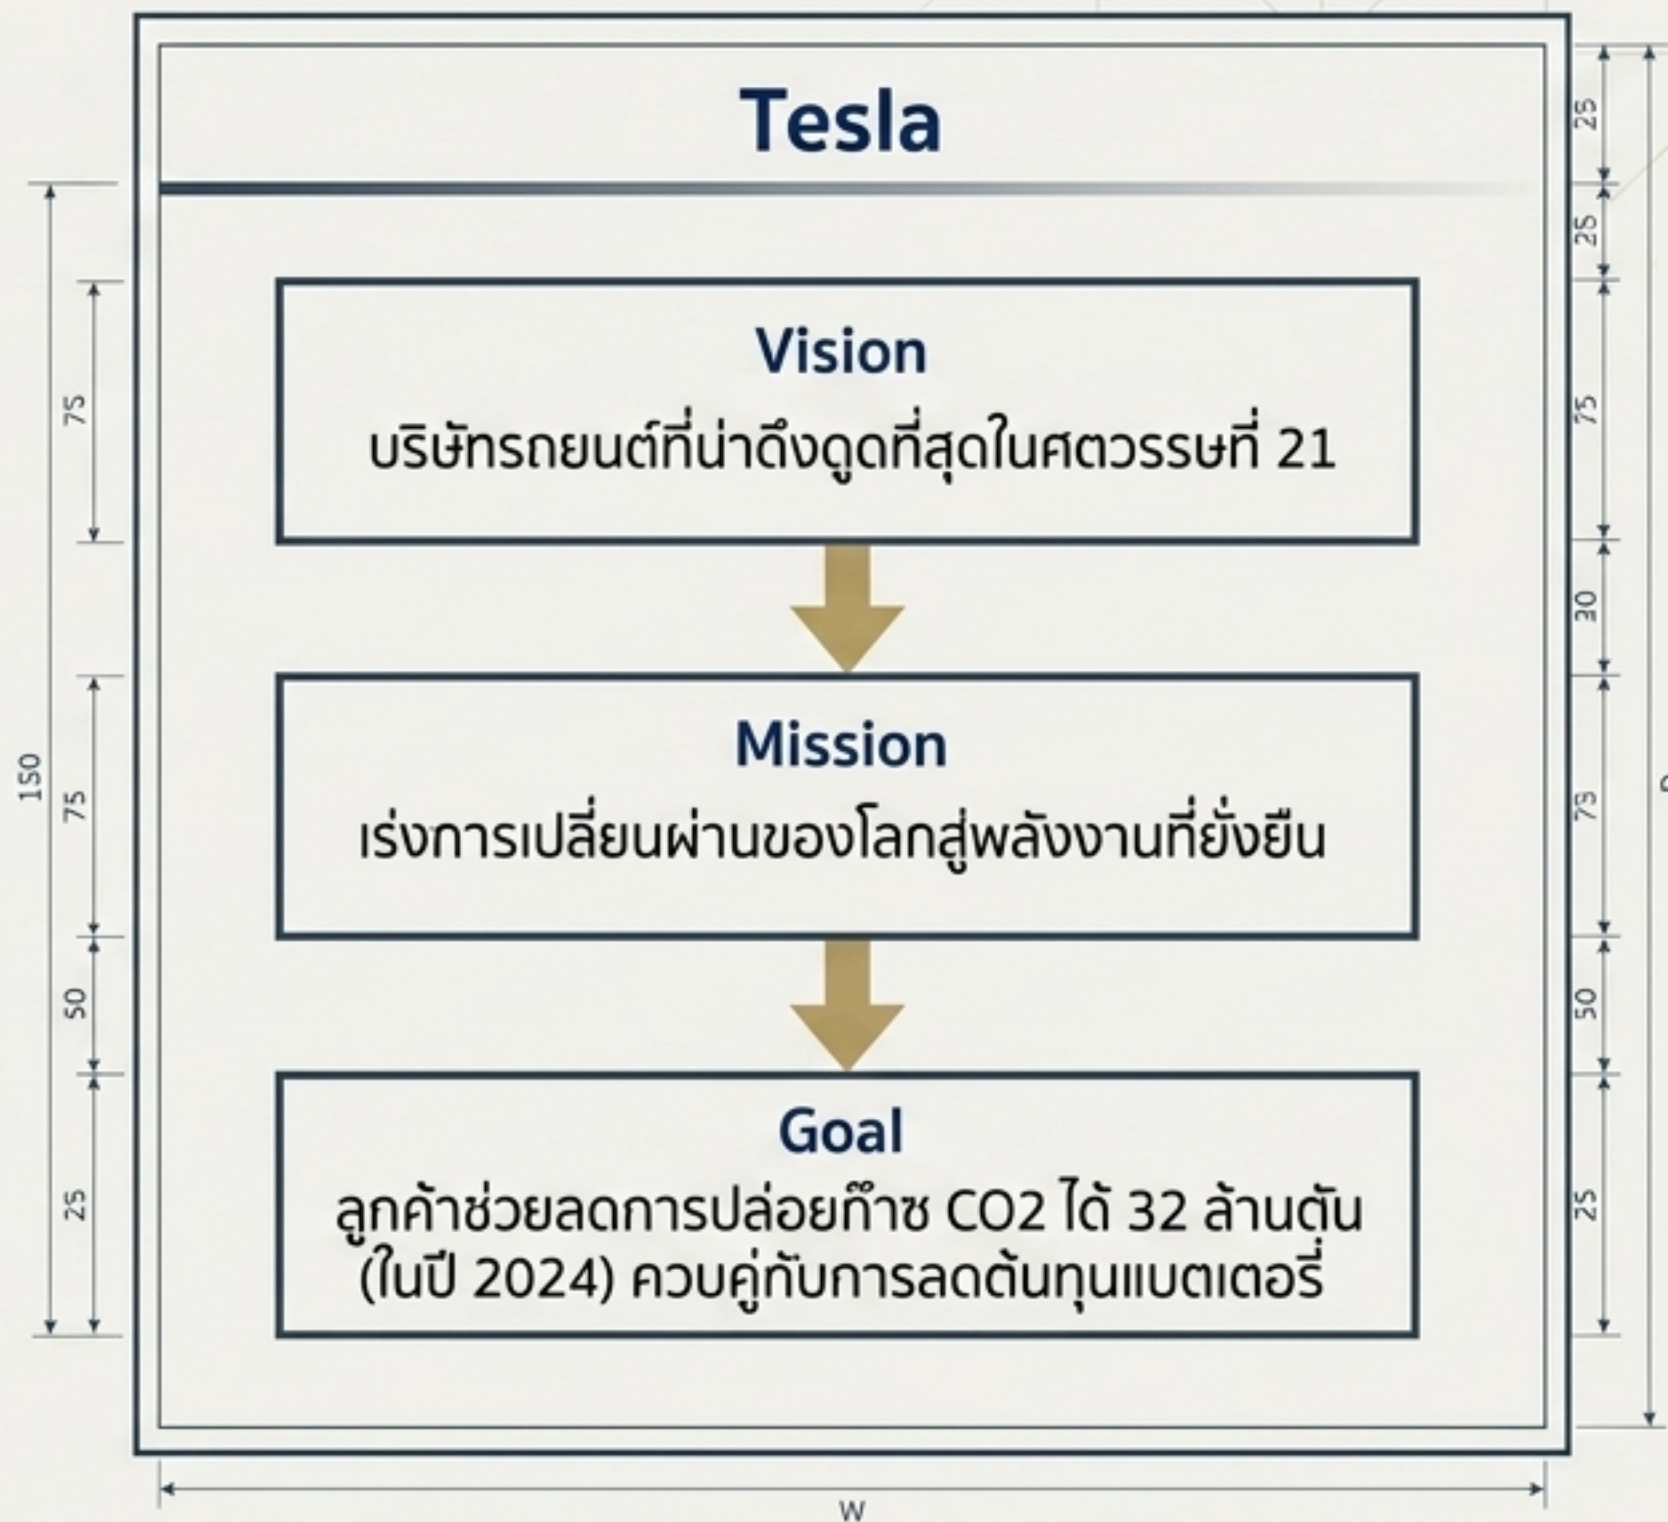 Tesla
Vision
บริษัทรถยนต์ที่น่าดึงดูดที่สุดในศตวรรษที่ 21
Mission
เร่งการเปลี่ยนผ่านของโลกสู่พลังงานที่ยั่งยืน
Goal
ลูกค้าช่วยลดการปล่อยก๊าซ CO2 ได้ 32 ล้านตัน
(ในปี 2024) ควบคู่กับการลดต้นทุนแบตเตอรี่
150
75
75
50
25
25
25
75
30
75
50
25
W